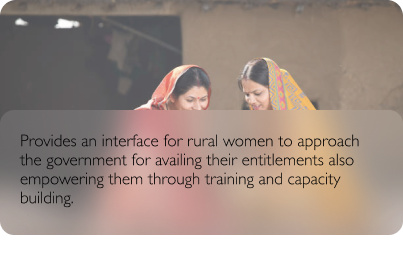 Provides an interface for rural women to approach
the government for availing their entitlements also
empowering them through training and capacity
building.